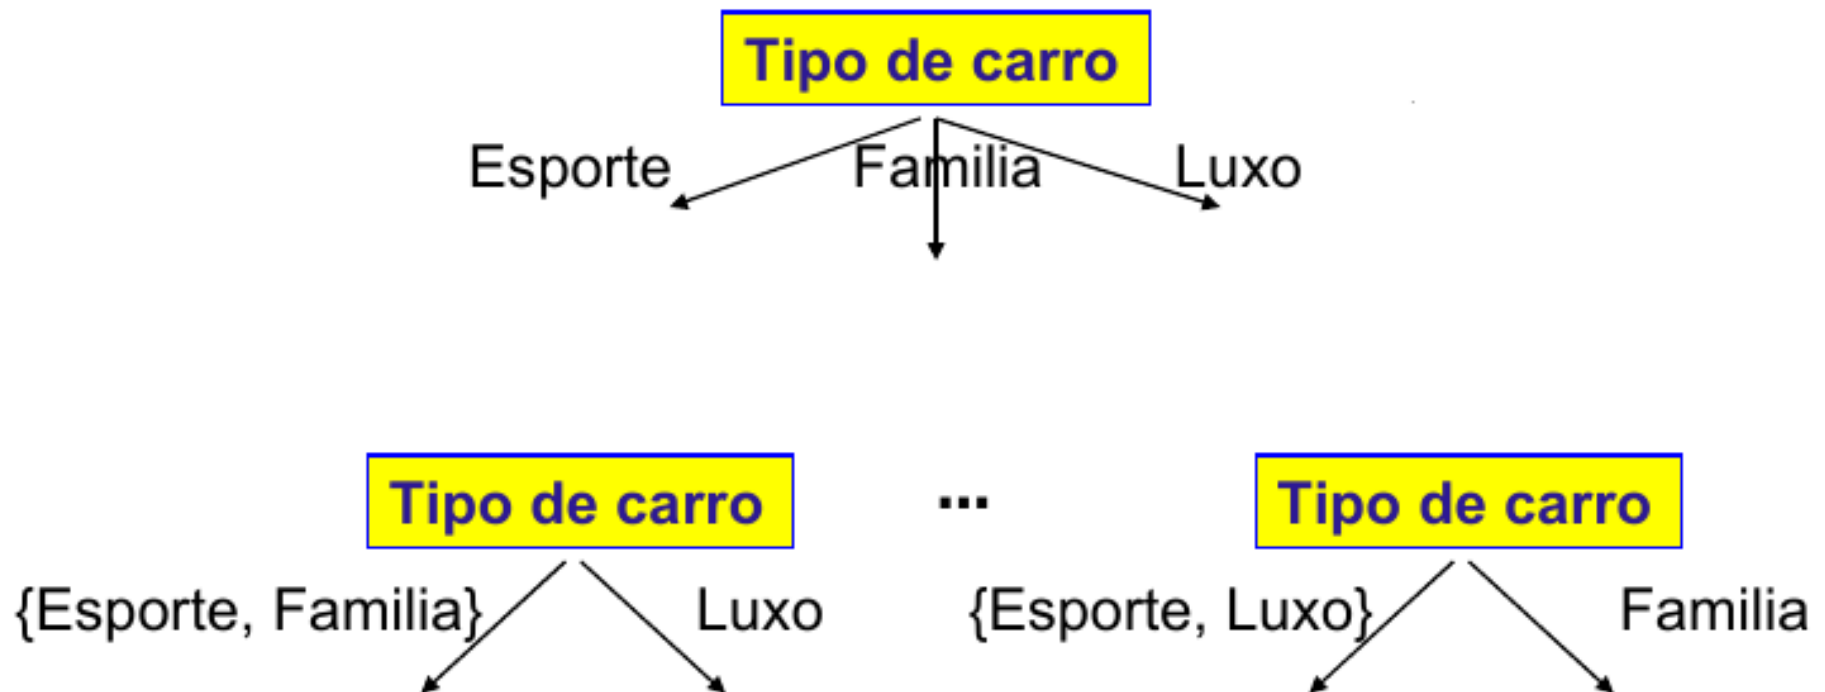 Tipo de carro
Esporte Familia Luxo
Tipo de carro ... Tipo de carro
{Esporte, Familia} Luxo {Esporte, Luxo} Familia